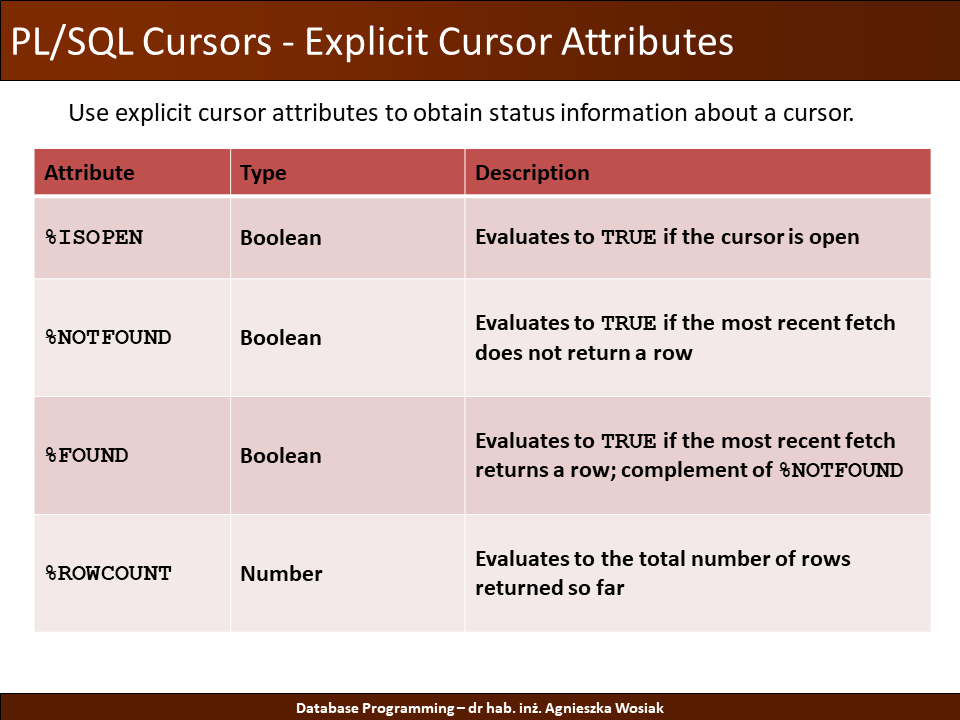 PL/SQL Cursors - Explicit Cursor Attributes
Use explicit cursor attributes to obtain status information about a cursor.
Attribute Type Description
%ISOPEN Boolean Evaluates to TRUE if the cursor is open
%NOTFOUND Boolean Evaluates to TRUE if the most recent fetch
does not return a row
%FOUND Boolean Evaluates to TRUE if the most recent fetch
returns a row; complement of %NOTFOUND
%ROWCOUNT Number Evaluates to the total number of rows
returned so far
Database Programming – dr hab. inż. Agnieszka Wosiak